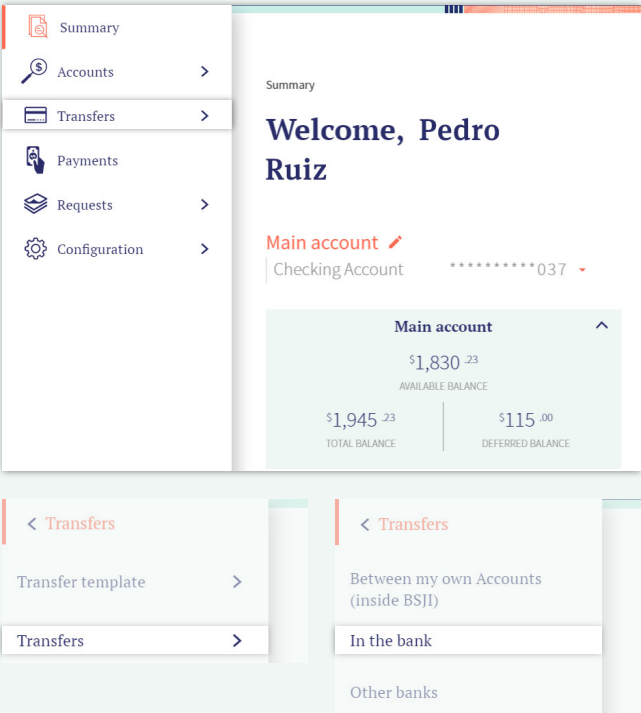 Summary
Accounts
Transfers
Payments
Requests
Configuration
Summary
Welcome, Pedro
Ruiz
Main account
Checking Account **********037
Main account
$1,830 .23
AVAILABLE BALANCE
$1,945 .23 $115 .00
TOTAL BALANCE DEFERRED BALANCE
Transfers
Transfer template
Transfers
Transfers
Between my own Accounts
(inside BSJI)
In the bank
Other banks